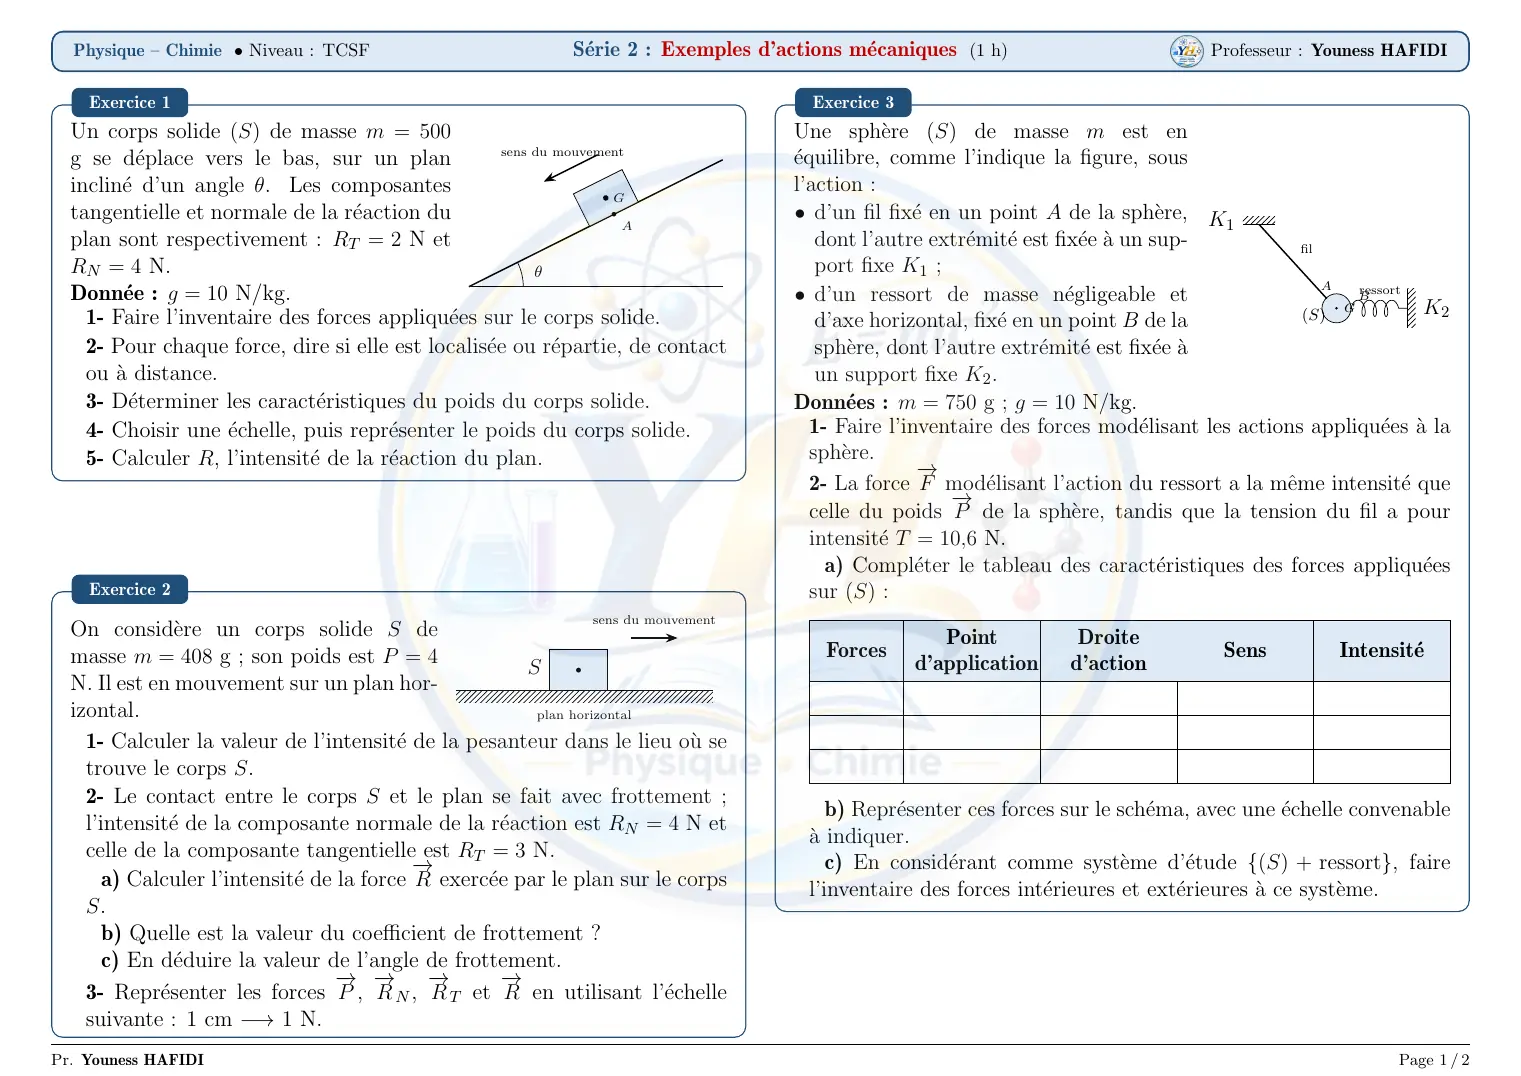 Physique – Chimie • Niveau : TCSF
Série 2 : Exemples d'actions mécaniques (1 h)
Professeur : Youness HAFIDI
Exercice 1
Un corps solide (S) de masse m = 500
g se déplace vers le bas, sur un plan
incliné d'un angle θ. Les composantes
tangentielle et normale de la réaction du
plan sont respectivement : R_T = 2 N et
R_N = 4 N.
Donnée : g = 10 N/kg.
sens du mouvement
G
A
θ
1- Faire l'inventaire des forces appliquées sur le corps solide.
2- Pour chaque force, dire si elle est localisée ou répartie, de contact
ou à distance.
3- Déterminer les caractéristiques du poids du corps solide.
4- Choisir une échelle, puis représenter le poids du corps solide.
5- Calculer R, l'intensité de la réaction du plan.
Exercice 2
On considère un corps solide S de
masse m = 408 g ; son poids est P = 4
N. Il est en mouvement sur un plan hor-
izontal.
sens du mouvement
S
plan horizontal
1- Calculer la valeur de l'intensité de la pesanteur dans le lieu où se
trouve le corps S.
2- Le contact entre le corps S et le plan se fait avec frottement ;
l'intensité de la composante normale de la réaction est R_N = 4 N et
celle de la composante tangentielle est R_T = 3 N.
a) Calculer l'intensité de la force R⃗ exercée par le plan sur le corps
S.
b) Quelle est la valeur du coefficient de frottement ?
c) En déduire la valeur de l'angle de frottement.
3- Représenter les forces P⃗, R⃗_N, R⃗_T et R⃗ en utilisant l'échelle
suivante : 1 cm ⟶ 1 N.
Exercice 3
Une sphère (S) de masse m est en
équilibre, comme l'indique la figure, sous
l'action :
• d'un fil fixé en un point A de la sphère,
dont l'autre extrémité est fixée à un sup-
port fixe K₁ ;
• d'un ressort de masse négligeable et
d'axe horizontal, fixé en un point B de la
sphère, dont l'autre extrémité est fixée à
un support fixe K₂.
K₁
fil
A
ressort
B
G
(S)
K₂
Données : m = 750 g ; g = 10 N/kg.
1- Faire l'inventaire des forces modélisant les actions appliquées à la
sphère.
2- La force F⃗ modélisant l'action du ressort a la même intensité que
celle du poids P⃗ de la sphère, tandis que la tension du fil a pour
intensité T = 10,6 N.
a) Compléter le tableau des caractéristiques des forces appliquées
sur (S) :
Forces | Point d'application | Droite d'action | Sens | Intensité
b) Représenter ces forces sur le schéma, avec une échelle convenable
à indiquer.
c) En considérant comme système d'étude {(S) + ressort}, faire
l'inventaire des forces intérieures et extérieures à ce système.
Physique - Chimie
Pr. Youness HAFIDI
Page 1 / 2